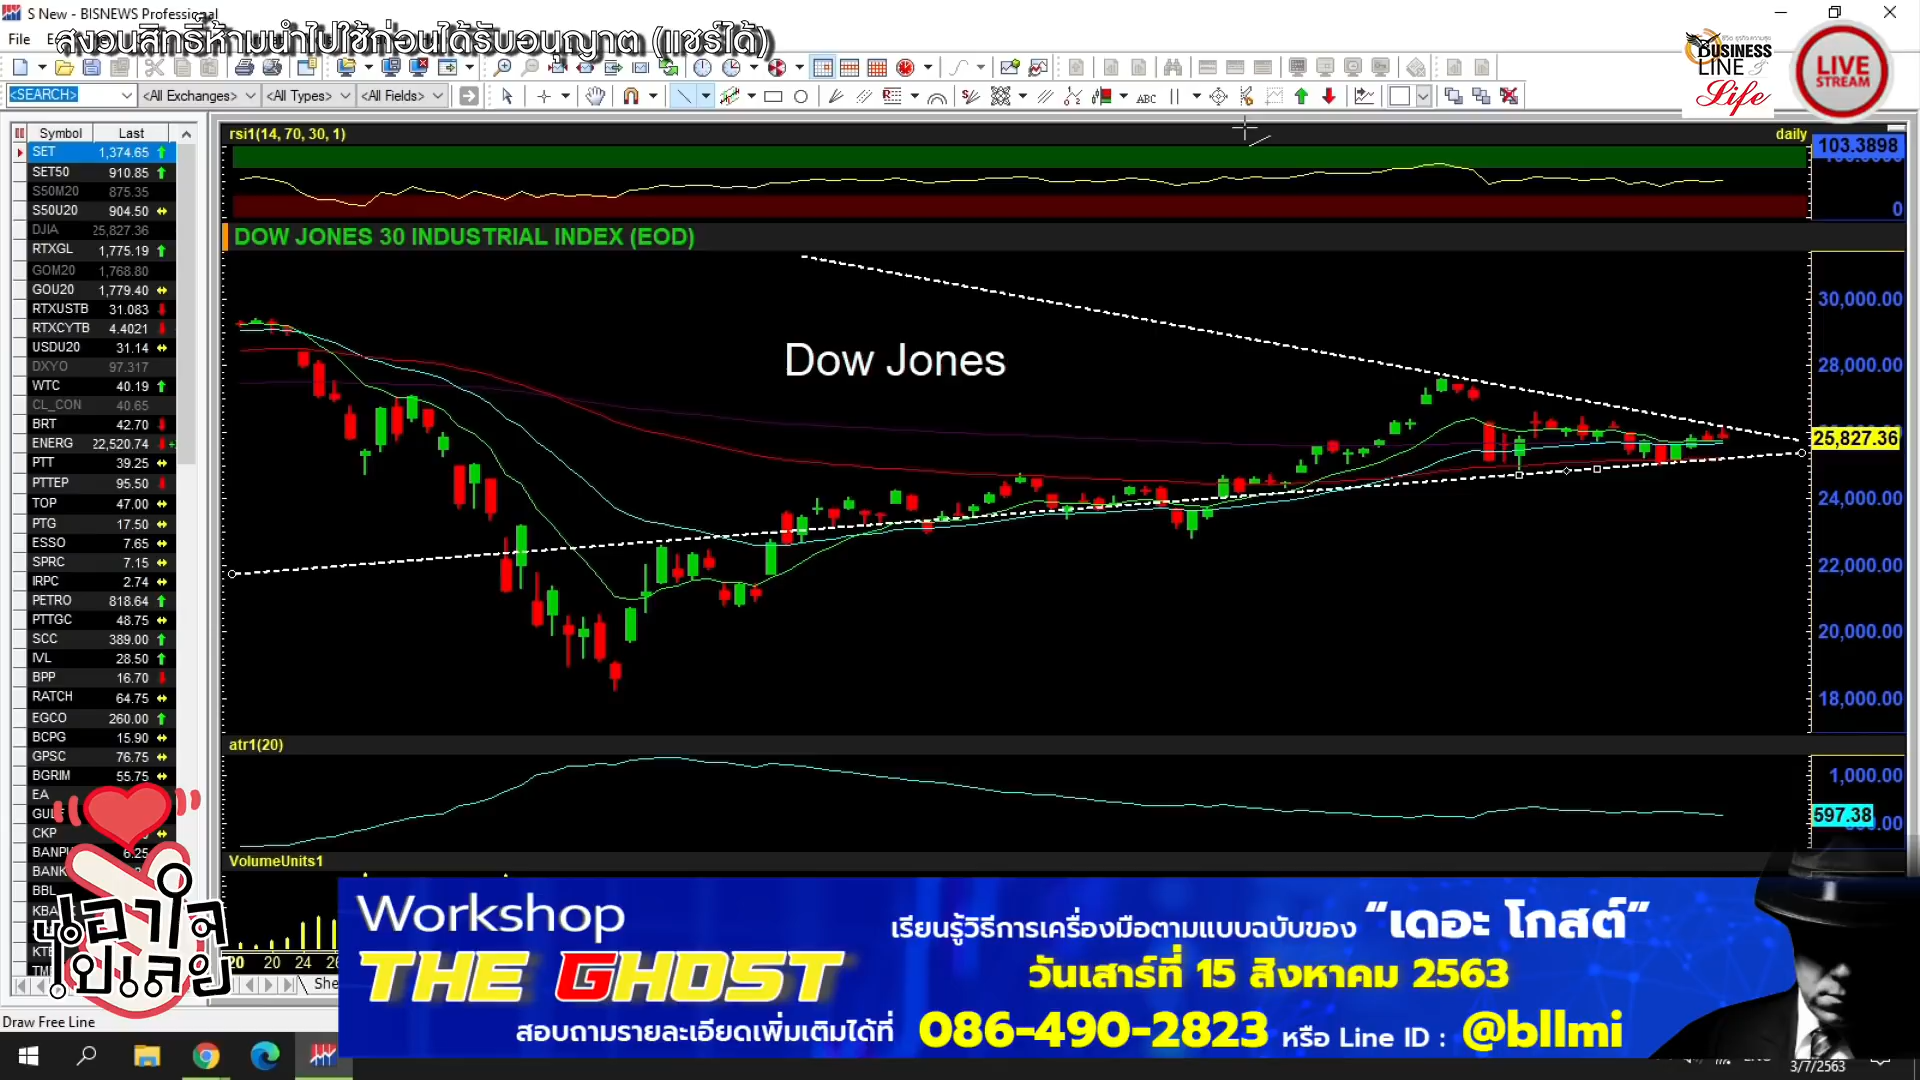 S New - BISNEWS Professional
File
สงวนสิทธิ์ห้ามนำไปใช้ก่อนได้รับอนุญาต (แชร์ได้)
BUSINESS
LINE &
Life
LIVE
STREAM
<SEARCH>
<All Exchanges>
<All Types>
<All Fields>
ABC
Symbol Last
SET 1,374.65
SET50 910.85
S50M20 875.35
S50U20 904.50
DJIA 25,827.36
RTXGL 1,775.19
GOM20 1,768.80
GOU20 1,779.40
RTXUSTB 31.083
RTXCYTB 4.4021
USDU20 31.14
DXYO 97.317
WTC 40.19
CL_CON 40.65
BRT 42.70
ENERG 22,520.74
PTT 39.25
PTTEP 95.50
TOP 47.00
PTG 17.50
ESSO 7.65
SPRC 7.15
IRPC 2.74
PETRO 818.64
PTTGC 48.75
SCC 389.00
IVL 28.50
BPP 16.70
RATCH 64.75
EGCO 260.00
BCPG 15.90
GPSC 76.75
BGRIM 55.75
EA
CKP
6.25
BBL
rsi1(14, 70, 30, 1)
daily
103.3898
0
DOW JONES 30 INDUSTRIAL INDEX (EOD)
Dow Jones
30,000.00
28,000.00
25,827.36
24,000.00
22,000.00
20,000.00
18,000.00
atr1(20)
1,000.00
597.38
VolumeUnits1
20 20 24
เอาใจ
ไปเลย
Draw Free Line
Workshop
THE GHOST
เรียนรู้วิธีการเครื่องมือตามแบบฉบับของ “เดอะ โกสต์”
วันเสาร์ที่ 15 สิงหาคม 2563
สอบถามรายละเอียดเพิ่มเติมได้ที่ 086-490-2823 หรือ Line ID : @bllmi
3/7/2563